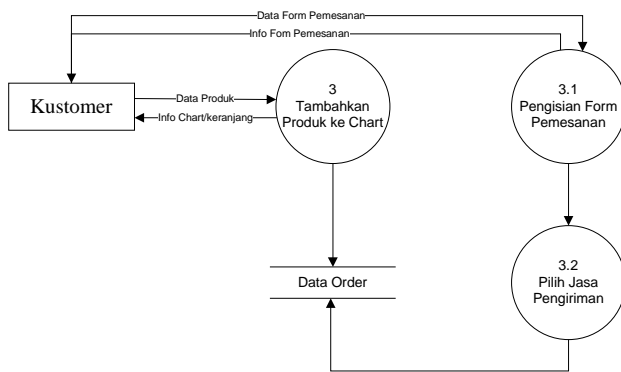 Data Form Pemesanan
Info Fom Pemesanan
Kustomer
Data Produk
Info Chart/keranjang
3
Tambahkan
Produk ke Chart
3.1
Pengisian Form
Pemesanan
3.2
Pilih Jasa
Pengiriman
Data Order